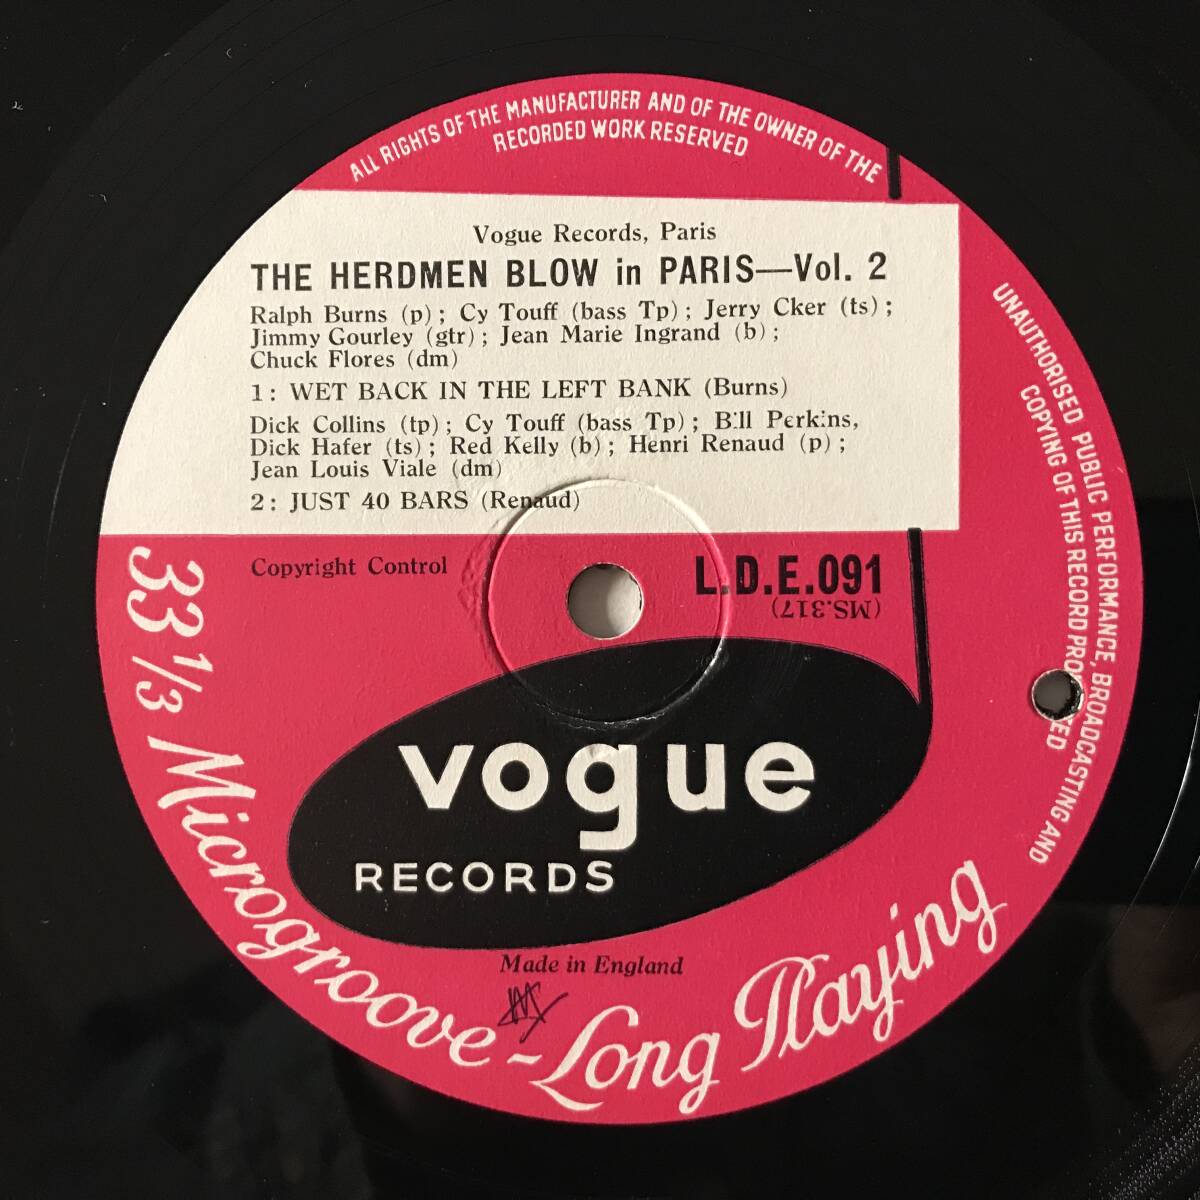 ALL RIGHTS OF THE MANUFACTURER AND OF THE OWNER OF THE
RECORDED WORK RESERVED
Vogue Records, Paris
THE HERDMEN BLOW in PARIS—Vol. 2
Ralph Burns (p); Cy Touff (bass Tp); Jerry Cker (ts);
Jimmy Gourley (gtr); Jean Marie Ingrand (b);
Chuck Flores (dm)
1: WET BACK IN THE LEFT BANK (Burns)
Dick Collins (tp); Cy Touff (bass Tp); Bill Perkins,
Dick Hafer (ts); Red Kelly (b); Henri Renaud (p);
Jean Louis Viale (dm)
2: JUST 40 BARS (Renaud)
Copyright Control
L.D.E.091
(MS.317)
UNAUTHORISED PUBLIC PERFORMANCE, BROADCASTING AND
COPYING OF THIS RECORD
vogue
RECORDS
Made in England
33 1/3 Microgroove - Long Playing